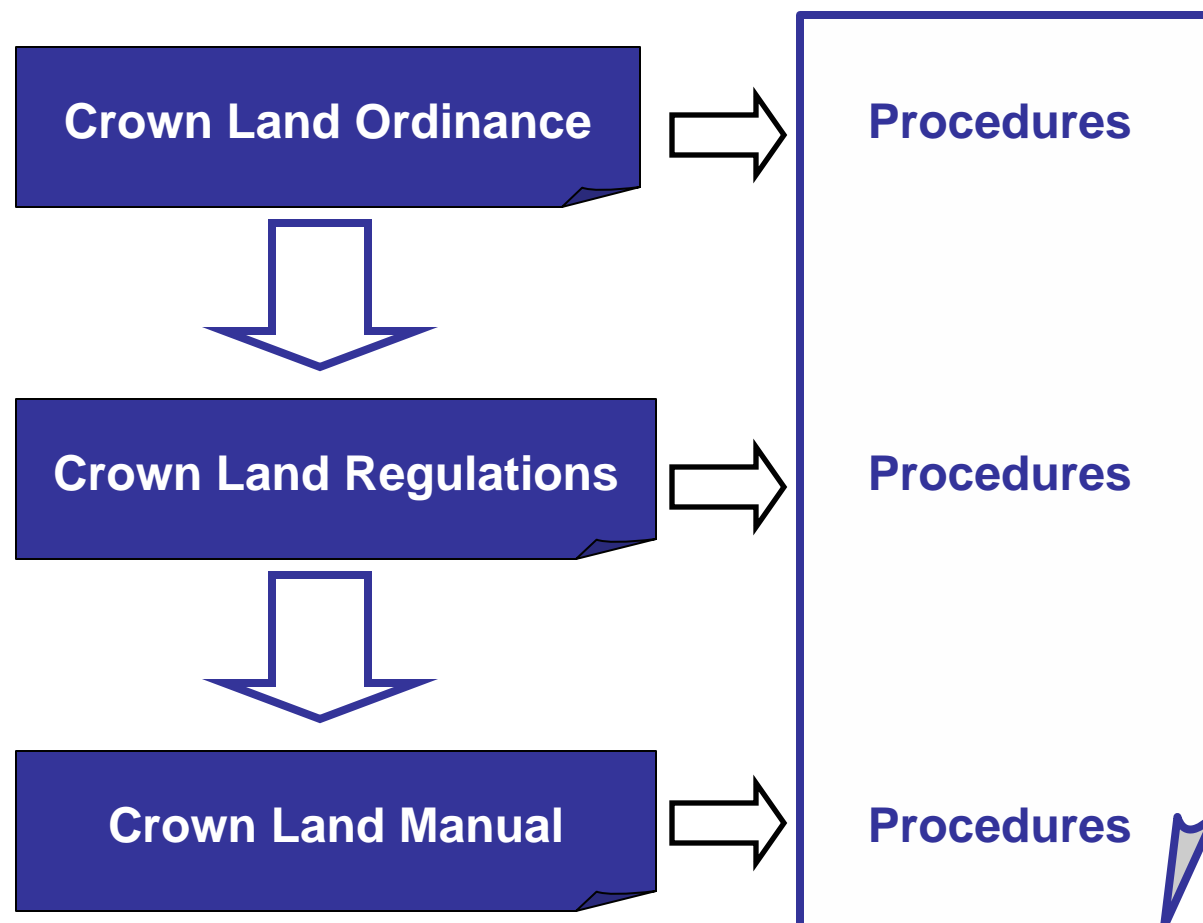 Crown Land Ordinance
Procedures
Crown Land Regulations
Procedures
Crown Land Manual
Procedures